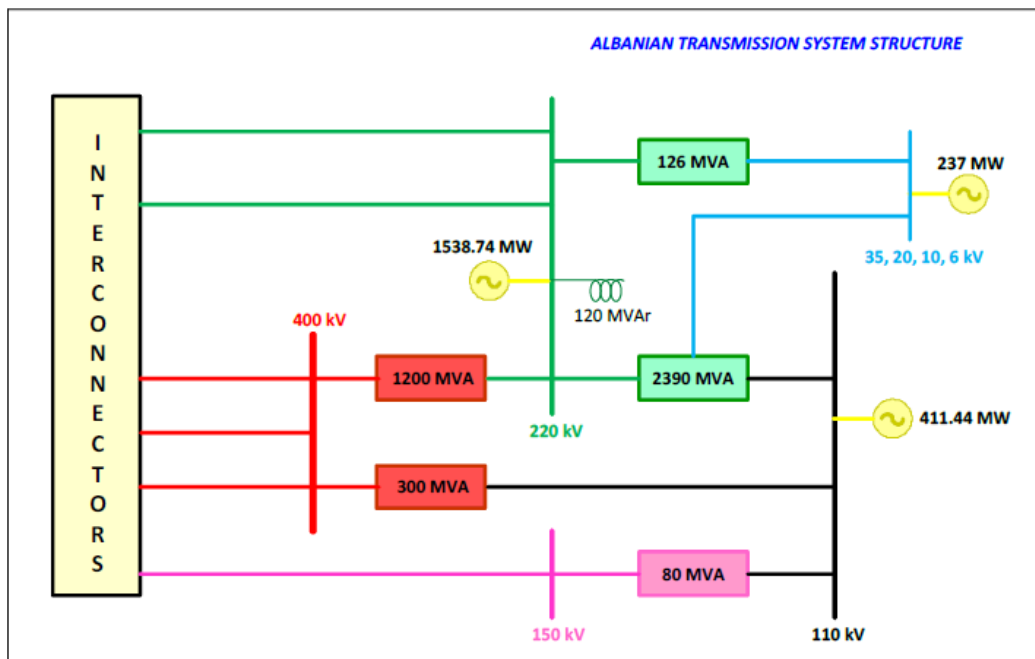 ALBANIAN TRANSMISSION SYSTEM STRUCTURE
INTERCONNECTORS
126 MVA
237 MW
35, 20, 10, 6 kV
1538.74 MW
120 MVAr
400 kV
1200 MVA
2390 MVA
220 kV
411.44 MW
300 MVA
80 MVA
150 kV
110 kV